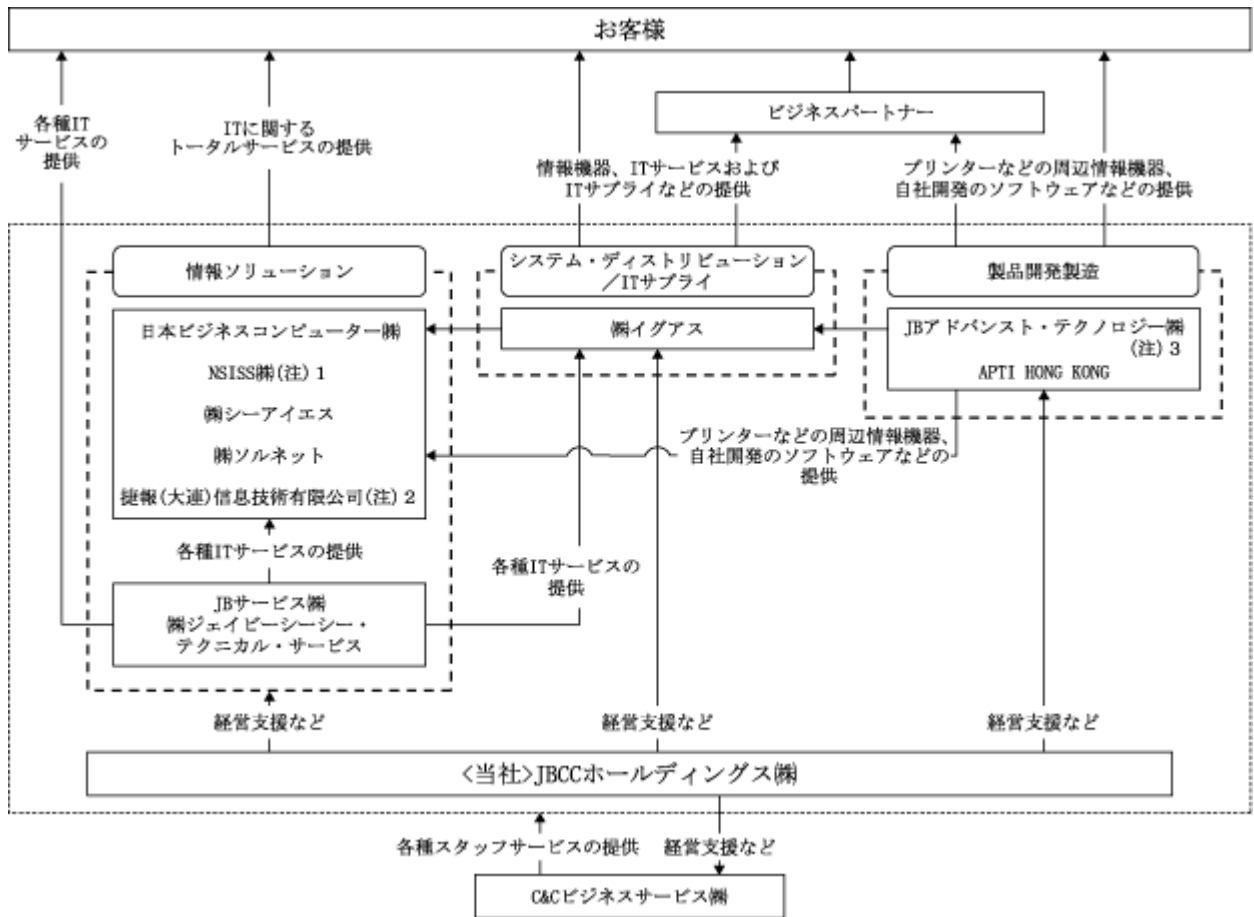 お客様
ビジネスパートナー
各種IT
サービスの
提供
ITに関する
トータルサービスの提供
情報機器、ITサービスおよび
ITサプライなどの提供
プリンターなどの周辺情報機器、
自社開発のソフトウェアなどの提供
情報ソリューション
システム・ディストリビューション
／ITサプライ
製品開発製造
日本ビジネスコンピューター㈱
NSISS㈱(注)1
㈱シーアイエス
㈱ソルネット
捷報(大連)信息技術有限公司(注)2
㈱イグアス
JBアドバンスト・テクノロジー㈱
(注)3
APTI HONG KONG
プリンターなどの周辺情報機器、
自社開発のソフトウェアなどの
提供
各種ITサービスの提供
各種ITサービスの
提供
JBサービス㈱
㈱ジェイビーシーシー・
テクニカル・サービス
経営支援など
経営支援など
経営支援など
<当社>JBCCホールディングス㈱
各種スタッフサービスの提供
経営支援など
C&Cビジネスサービス㈱